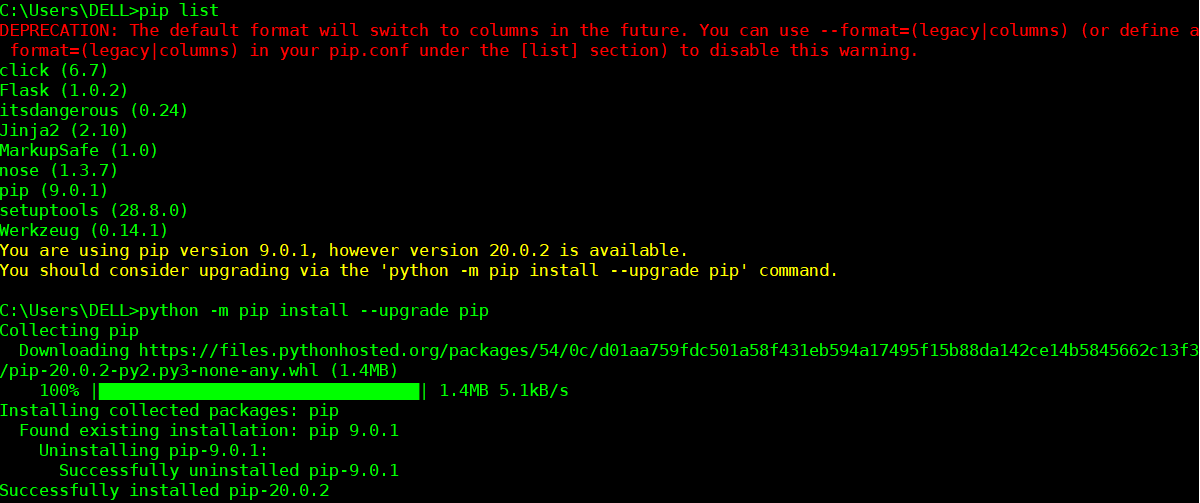 C:\Users\DELL>pip list
DEPRECATION: The default format will switch to columns in the future. You can use --format=(legacy|columns) (or define a
format=(legacy|columns) in your pip.conf under the [list] section) to disable this warning.
click (6.7)
Flask (1.0.2)
itsdangerous (0.24)
Jinja2 (2.10)
MarkupSafe (1.0)
nose (1.3.7)
pip (9.0.1)
setuptools (28.8.0)
Werkzeug (0.14.1)
You are using pip version 9.0.1, however version 20.0.2 is available.
You should consider upgrading via the 'python -m pip install --upgrade pip' command.
C:\Users\DELL>python -m pip install --upgrade pip
Collecting pip
Downloading https://files.pythonhosted.org/packages/54/0c/d01aa759fdc501a58f431eb594a17495f15b88da142ce14b5845662c13f3
/pip-20.0.2-py2.py3-none-any.whl (1.4MB)
100% |████████████████████████████████| 1.4MB 5.1kB/s
Installing collected packages: pip
Found existing installation: pip 9.0.1
Uninstalling pip-9.0.1:
Successfully uninstalled pip-9.0.1
Successfully installed pip-20.0.2